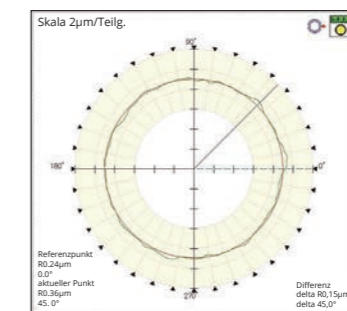 Skala 2µm/Teilg.
90°
180°
0°
270°
Referenzpunkt
R0.24µm
0.0°
aktueller Punkt
R0.36µm
45. 0°
Differenz
delta R0,15µm
delta 45,0°